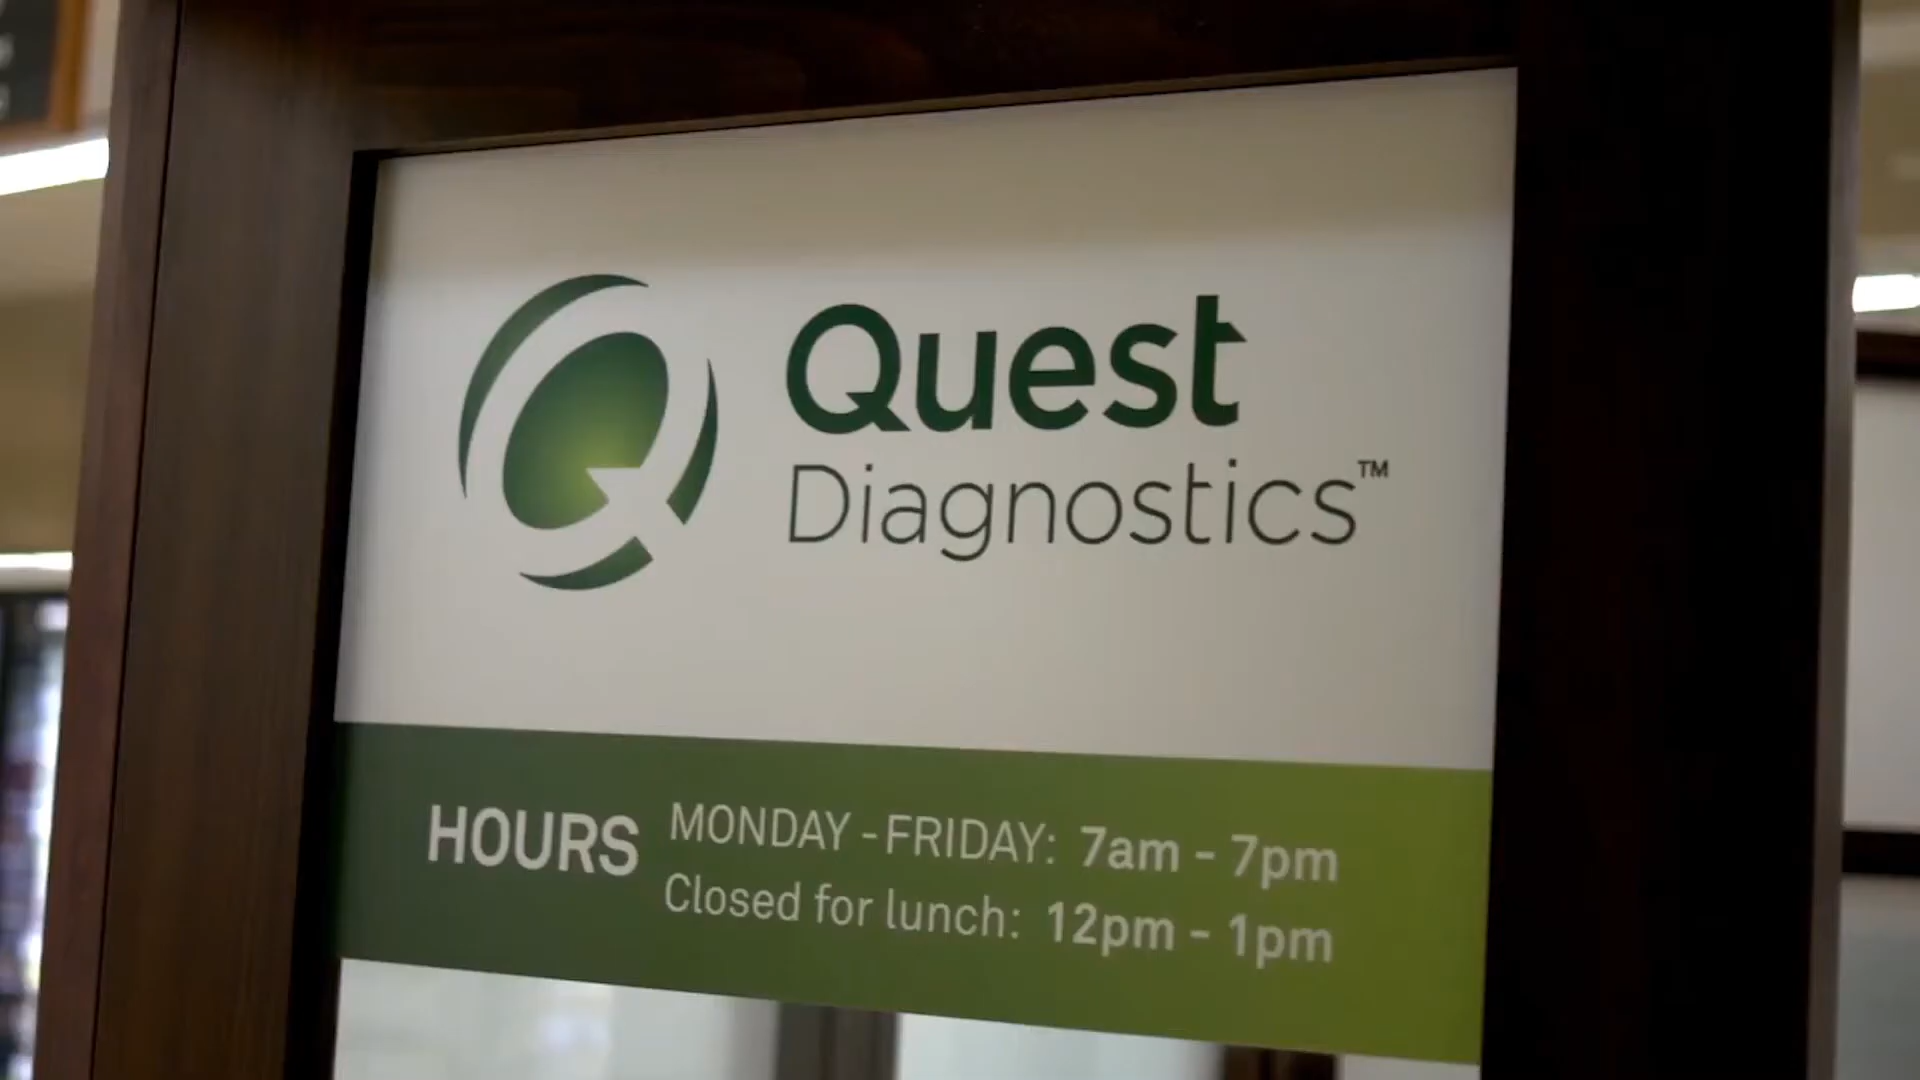 Quest
Diagnostics™
HOURS
MONDAY - FRIDAY: 7am - 7pm
Closed for lunch: 12pm - 1pm